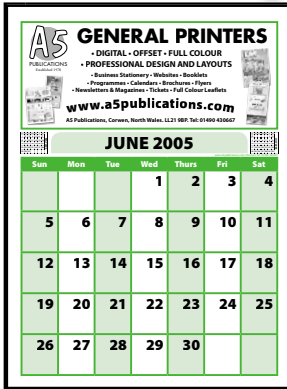 A5
PUBLICATIONS
Established 1976
GENERAL PRINTERS
• DIGITAL • OFFSET • FULL COLOUR
• PROFESSIONAL DESIGN AND LAYOUTS
• Business Stationery • Websites • Booklets
• Programmes • Calendars • Brochures • Flyers
• Newsletters & Magazines • Tickets • Full Colour Leaflets
www.a5publications.com
A5 Publications, Corwen, North Wales. LL21 9BP. Tel: 01490 430667
JUNE 2005
Sun Mon Tue Wed Thurs Fri Sat
1 2 3 4
5 6 7 8 9 10 11
12 13 14 15 16 17 18
19 20 21 22 23 24 25
26 27 28 29 30